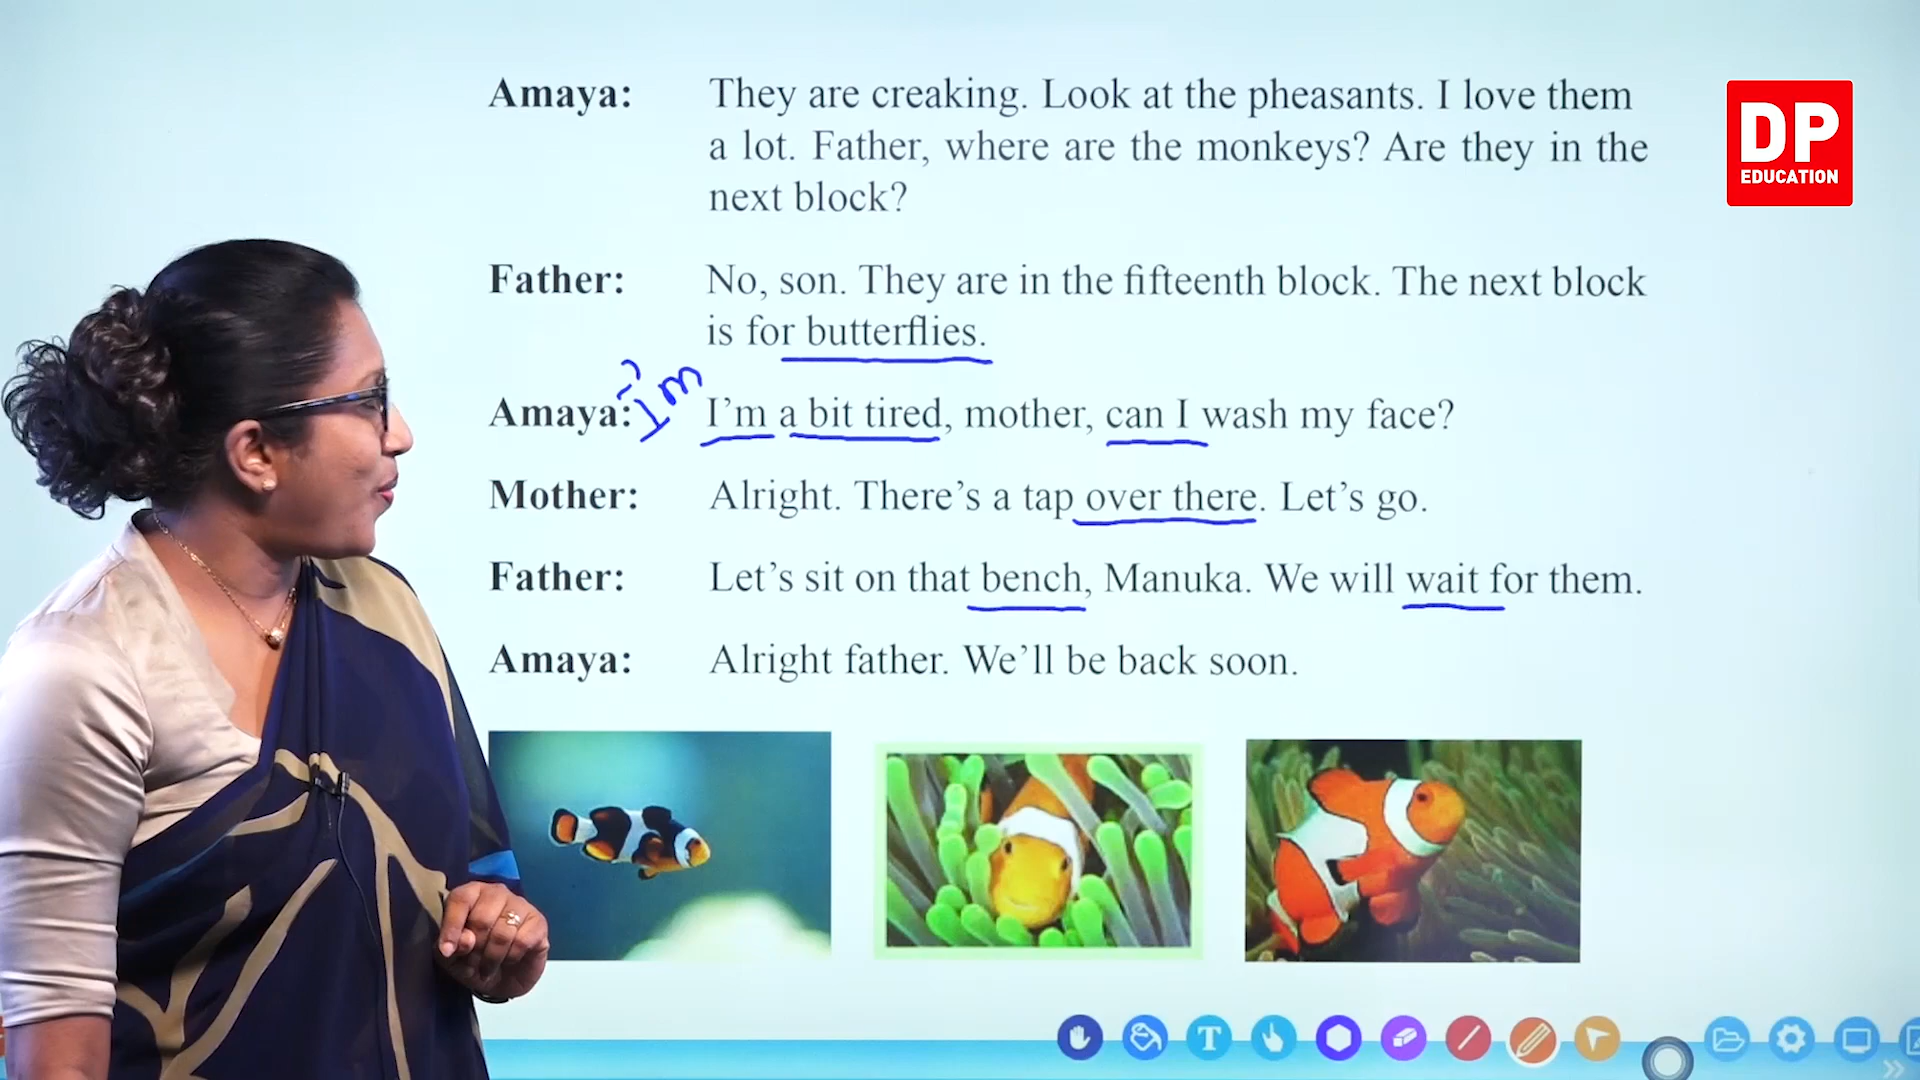 Amaya: They are creaking. Look at the pheasants. I love them
a lot. Father, where are the monkeys? Are they in the
next block?
Father: No, son. They are in the fifteenth block. The next block
is for butterflies.
I'm
Amaya: I’m a bit tired, mother, can I wash my face?
Mother: Alright. There’s a tap over there. Let’s go.
Father: Let’s sit on that bench, Manuka. We will wait for them.
Amaya: Alright father. We’ll be back soon.
DP
EDUCATION
T